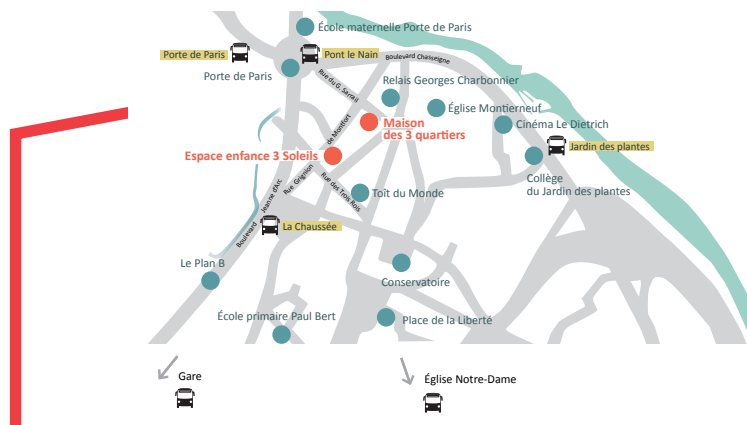 École maternelle Porte de Paris
Porte de Paris
Pont le Nain
Boulevard Chasseigne
Porte de Paris
Rue du G. Sarrail
Relais Georges Charbonnier
Église Montierneuf
Cinéma Le Dietrich
Maison
des 3 quartiers
Jardin des plantes
Espace enfance 3 Soleils
Rue Grignion de Montfort
Collège
du Jardin des plantes
Rue des Trois Rois
Toît du Monde
Boulevard Jeanne d'Arc
La Chaussée
Le Plan B
Conservatoire
École primaire Paul Bert
Place de la Liberté
Gare
Église Notre-Dame